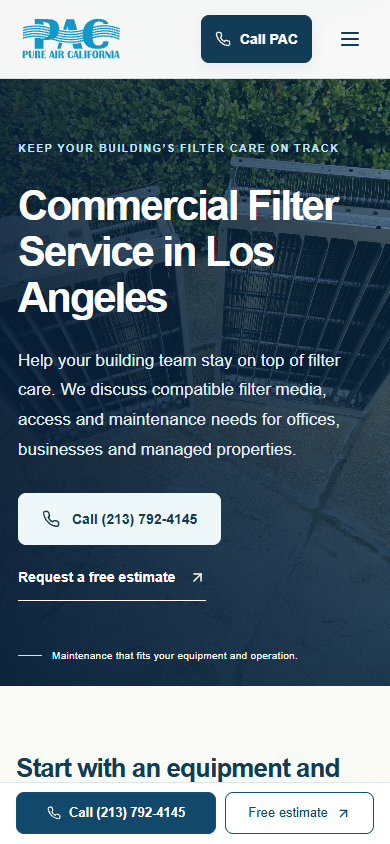 PAC
PURE AIR CALIFORNIA
Call PAC
KEEP YOUR BUILDING’S FILTER CARE ON TRACK
Commercial Filter
Service in Los
Angeles
Help your building team stay on top of filter
care. We discuss compatible filter media,
access and maintenance needs for offices,
businesses and managed properties.
Call (213) 792-4145
Request a free estimate
Maintenance that fits your equipment and operation.
Start with an equipment and
Call (213) 792-4145
Free estimate